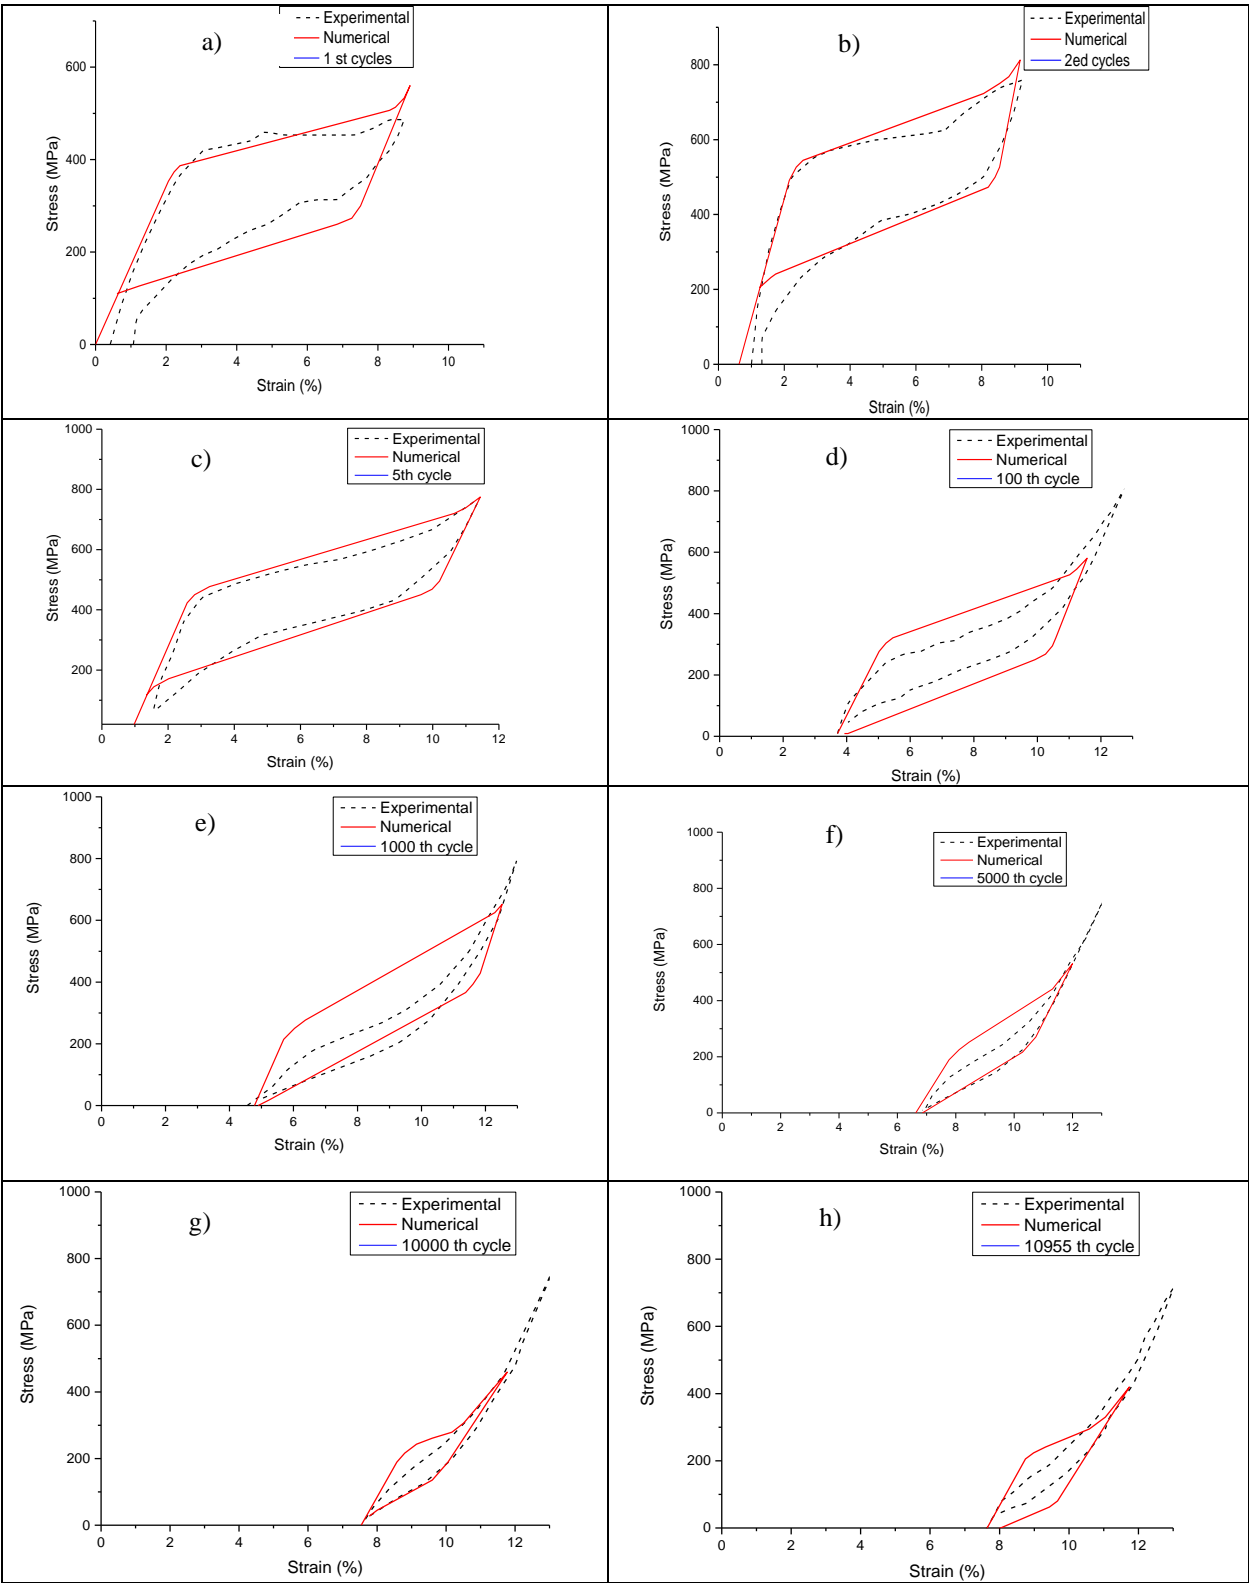 a)
Experimental
Numerical
1 st cycles
600
400
200
0
Stress (MPa)
0 2 4 6 8 10
Strain (%)
b)
Experimental
Numerical
2ed cycles
800
600
400
200
0
Stress (MPa)
0 2 4 6 8 10
Strain (%)
c)
Experimental
Numerical
5th cycle
1000
800
600
400
200
Stress (MPa)
0 2 4 6 8 10 12
Strain (%)
d)
Experimental
Numerical
100 th cycle
1000
800
600
400
200
0
Stress (MPa)
0 2 4 6 8 10 12
Strain (%)
e)
Experimental
Numerical
1000 th cycle
1000
800
600
400
200
0
Stress (MPa)
0 2 4 6 8 10 12
Strain (%)
f)
Experimental
Numerical
5000 th cycle
1000
800
600
400
200
0
Stress (MPa)
0 2 4 6 8 10 12
Strain (%)
g)
Experimental
Numerical
10000 th cycle
1000
800
600
400
200
0
Stress (MPa)
0 2 4 6 8 10 12
Strain (%)
h)
Experimental
Numerical
10955 th cycle
1000
800
600
400
200
0
Stress (MPa)
0 2 4 6 8 10 12
Strain (%)